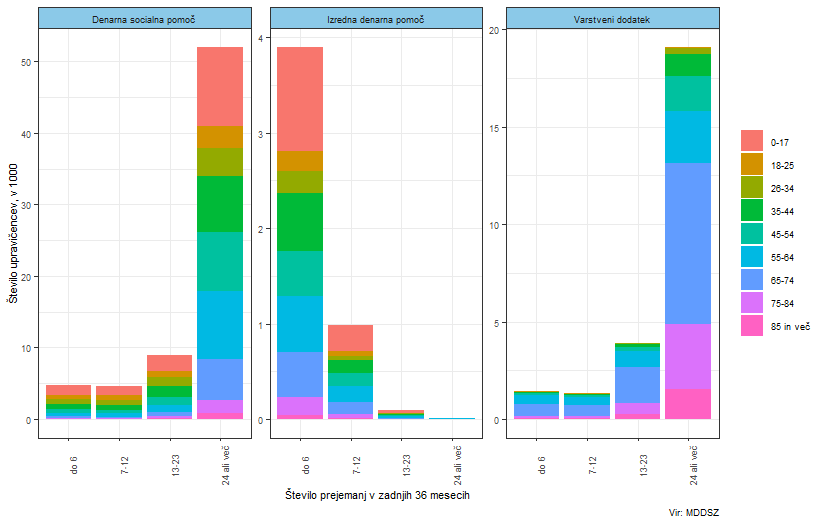 Denarna socialna pomoč
Izredna denarna pomoč
Varstveni dodatek
Število upravičencev, v 1000
50
40
30
20
10
0
4
3
2
1
0
20
15
10
5
0
do 6
7-12
13-23
24 ali več
do 6
7-12
13-23
24 ali več
do 6
7-12
13-23
24 ali več
Število prejemanj v zadnjih 36 mesecih
0-17
18-25
26-34
35-44
45-54
55-64
65-74
75-84
85 in več
Vir: MDDSZ